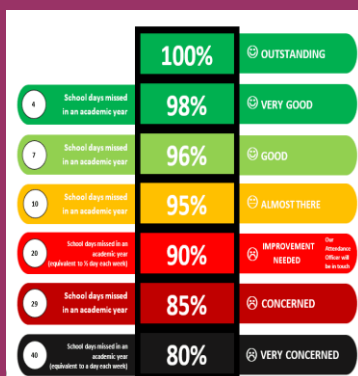 100%
OUTSTANDING
4
School days missed
in an academic year
98%
VERY GOOD
7
School days missed
in an academic year
96%
GOOD
10
School days missed
in an academic year
95%
ALMOST THERE
20
School days missed in an
academic year
(equivalent to ½ day each week)
90%
IMPROVEMENT
NEEDED
Our
Attendance
Officer will
be in touch
29
School days missed
in an academic year
85%
CONCERNED
40
School days missed in an
academic year
(equivalent to a day each week)
80%
VERY CONCERNED